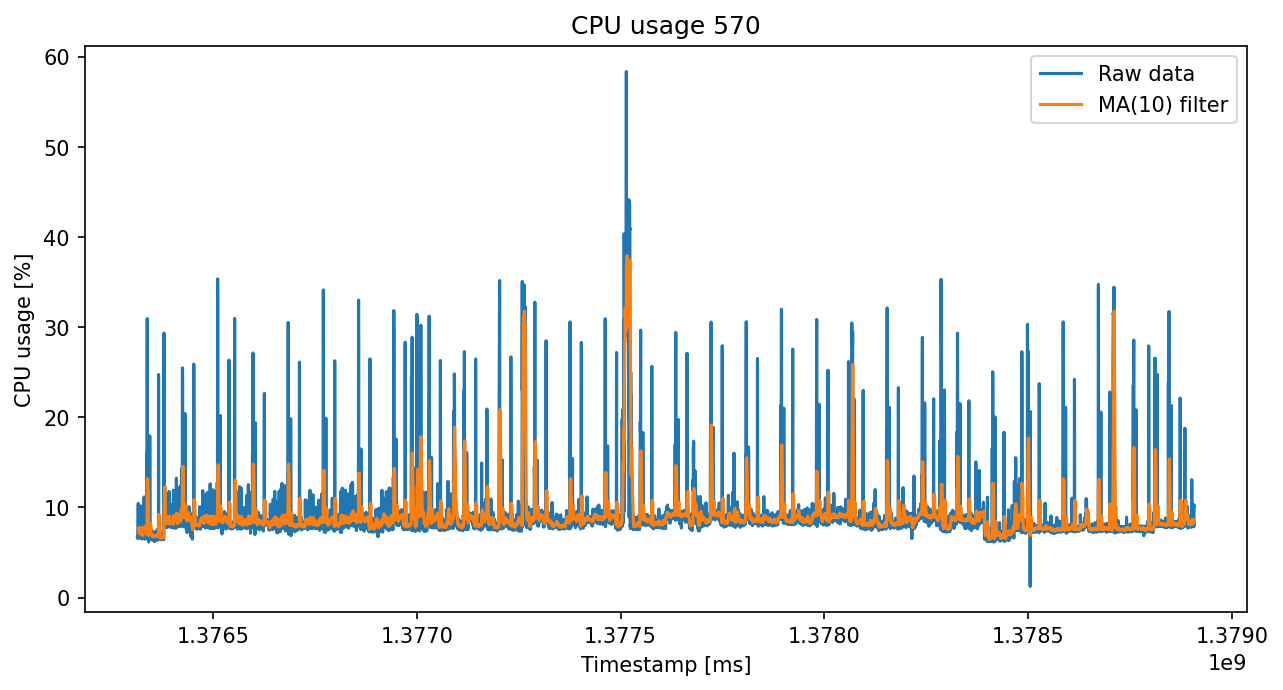 CPU usage 570
Raw data
MA(10) filter
CPU usage [%]
60
50
40
30
20
10
0
1.3765
1.3770
1.3775
1.3780
1.3785
1.3790
1e9
Timestamp [ms]